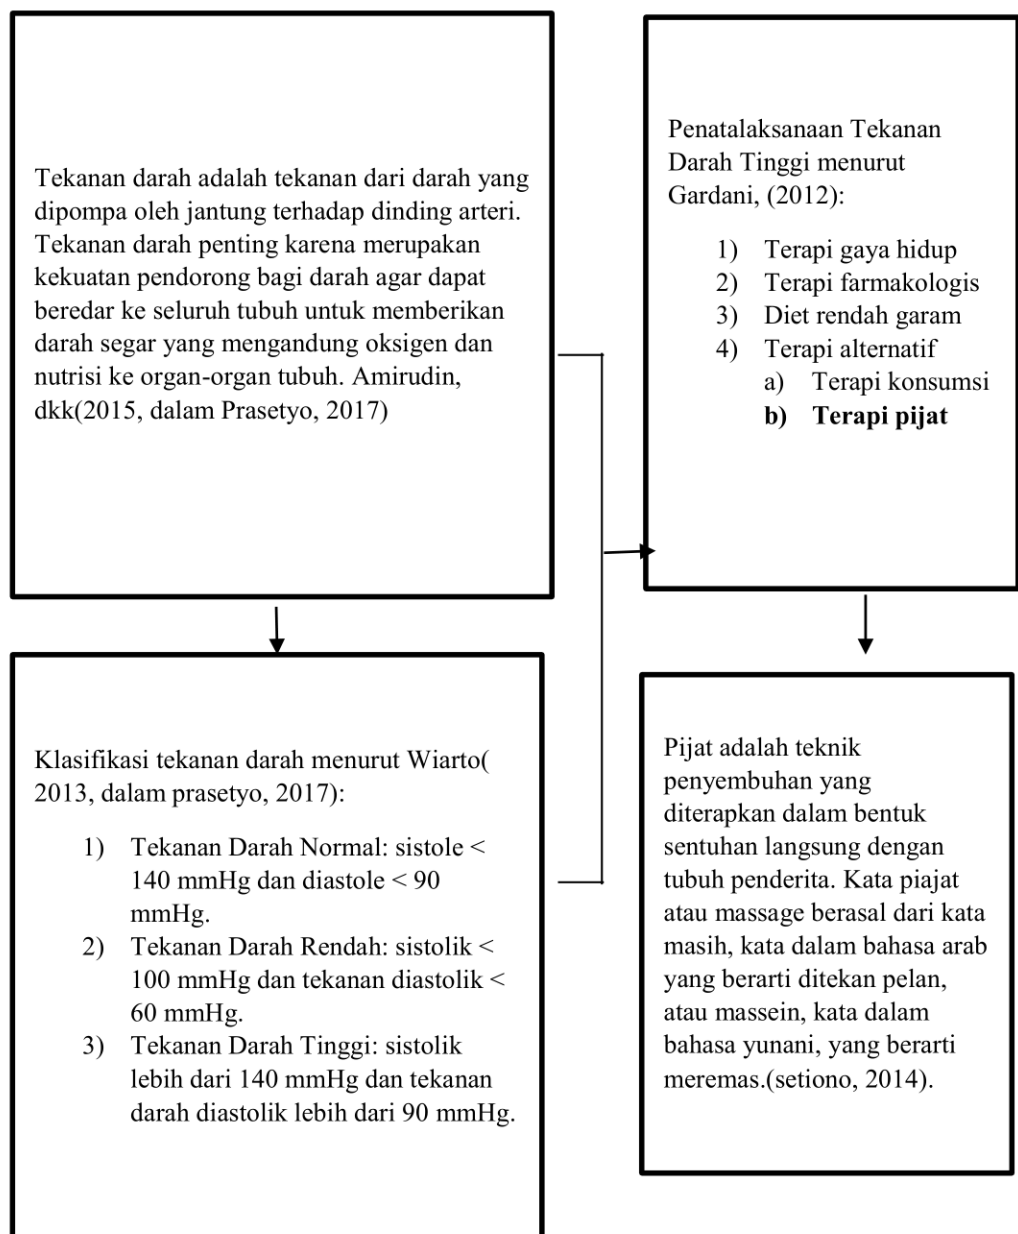 Tekanan darah adalah tekanan dari darah yang
dipompa oleh jantung terhadap dinding arteri.
Tekanan darah penting karena merupakan
kekuatan pendorong bagi darah agar dapat
beredar ke seluruh tubuh untuk memberikan
darah segar yang mengandung oksigen dan
nutrisi ke organ-organ tubuh. Amirudin,
dkk(2015, dalam Prasetyo, 2017)
Klasifikasi tekanan darah menurut Wiarto(
2013, dalam prasetyo, 2017):
1) Tekanan Darah Normal: sistole <
140 mmHg dan diastole < 90
mmHg.
2) Tekanan Darah Rendah: sistolik <
100 mmHg dan tekanan diastolik <
60 mmHg.
3) Tekanan Darah Tinggi: sistolik
lebih dari 140 mmHg dan tekanan
darah diastolik lebih dari 90 mmHg.
Penatalaksanaan Tekanan
Darah Tinggi menurut
Gardani, (2012):
1) Terapi gaya hidup
2) Terapi farmakologis
3) Diet rendah garam
4) Terapi alternatif
a) Terapi konsumsi
b) Terapi pijat
Pijat adalah teknik
penyembuhan yang
diterapkan dalam bentuk
sentuhan langsung dengan
tubuh penderita. Kata piajat
atau massage berasal dari kata
masih, kata dalam bahasa arab
yang berarti ditekan pelan,
atau massein, kata dalam
bahasa yunani, yang berarti
meremas.(setiono, 2014).